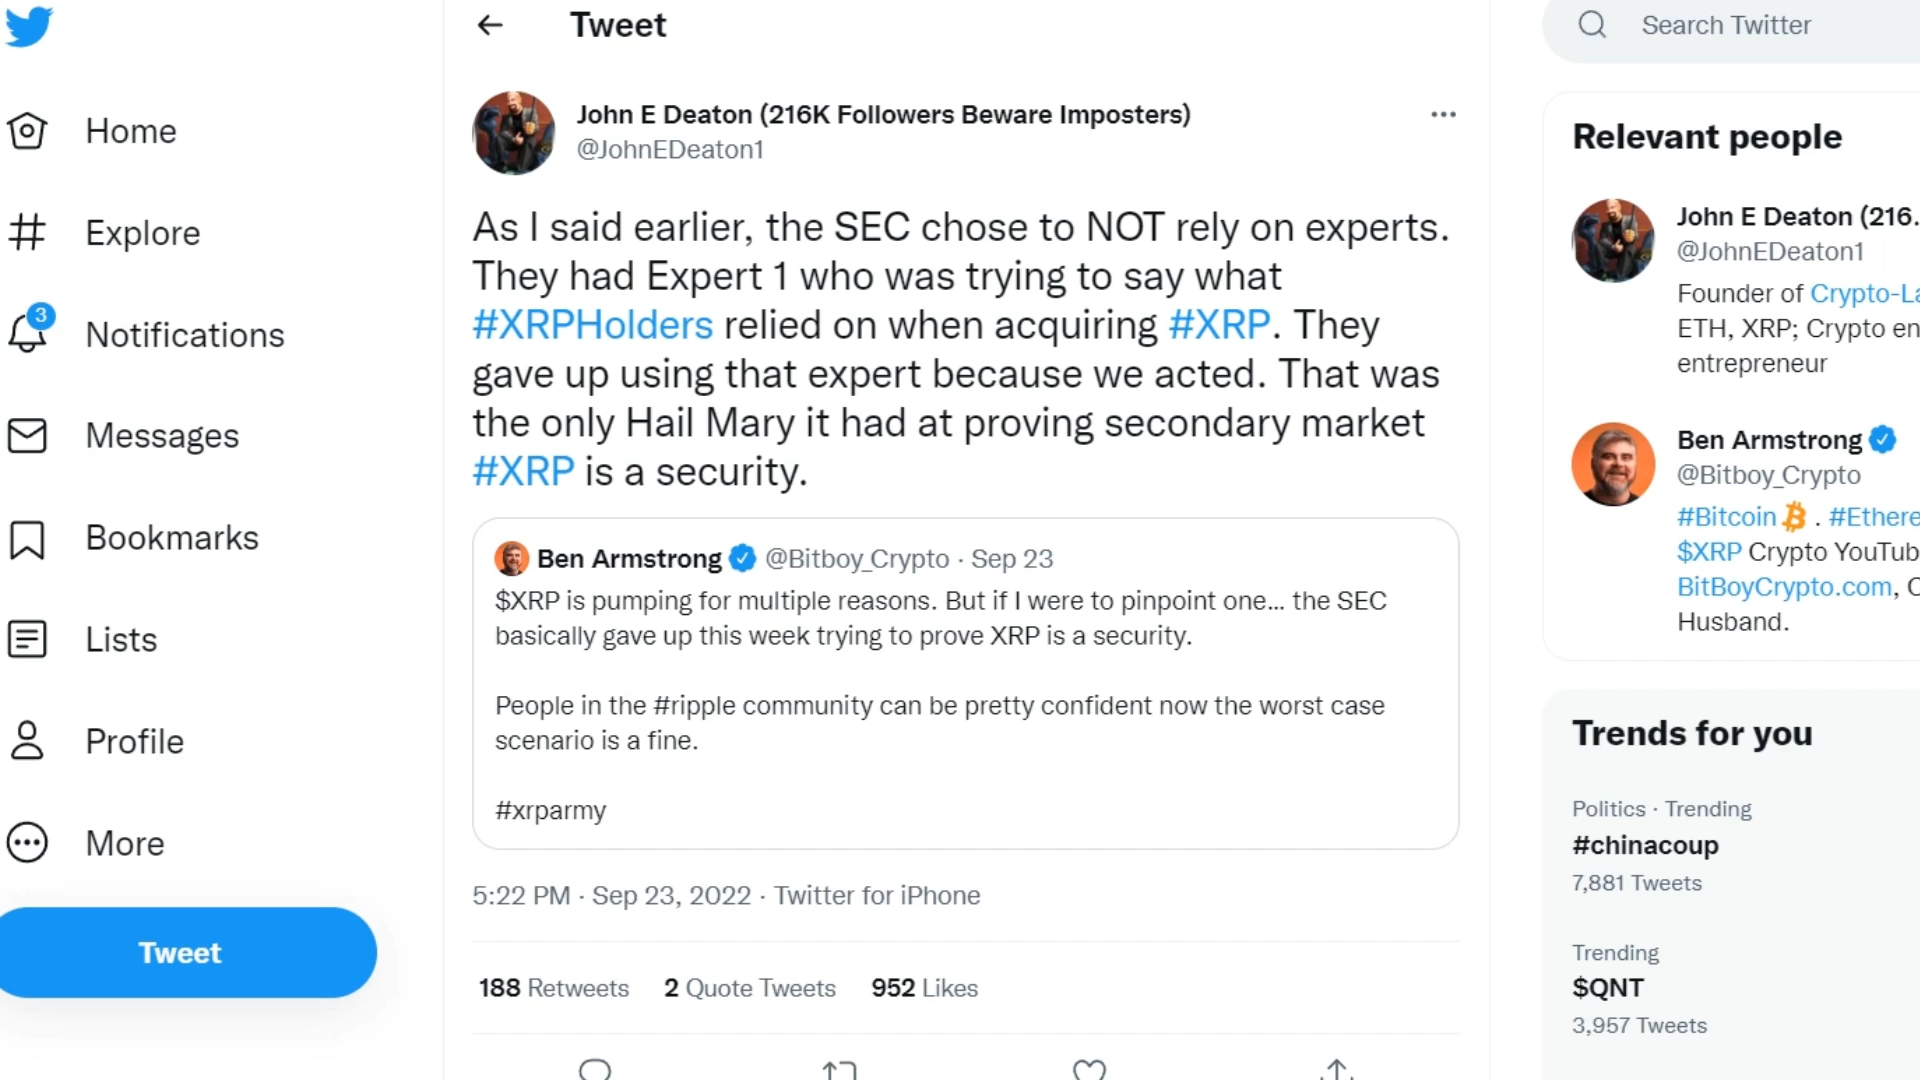 Tweet
Search Twitter
Home
Explore
3
Notifications
Messages
Bookmarks
Lists
Profile
More
Tweet
John E Deaton (216K Followers Beware Imposters)
@JohnEDeaton1
As I said earlier, the SEC chose to NOT rely on experts.
They had Expert 1 who was trying to say what
#XRPHolders relied on when acquiring #XRP. They
gave up using that expert because we acted. That was
the only Hail Mary it had at proving secondary market
#XRP is a security.
Ben Armstrong @Bitboy_Crypto · Sep 23
$XRP is pumping for multiple reasons. But if I were to pinpoint one... the SEC
basically gave up this week trying to prove XRP is a security.
People in the #ripple community can be pretty confident now the worst case
scenario is a fine.
#xrparmy
5:22 PM · Sep 23, 2022 · Twitter for iPhone
188 Retweets 2 Quote Tweets 952 Likes
Relevant people
John E Deaton (216.
@JohnEDeaton1
Founder of Crypto-La
ETH, XRP; Crypto en
entrepreneur
Ben Armstrong
@Bitboy_Crypto
#Bitcoin . #Ethere
$XRP Crypto YouTub
BitBoyCrypto.com,
Husband.
Trends for you
Politics · Trending
#chinacoup
7,881 Tweets
Trending
$QNT
3,957 Tweets